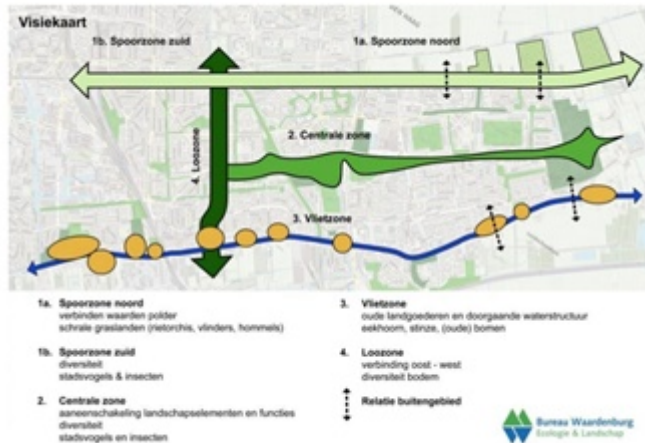 Visiekaart
1b. Spoorzone zuid
1a. Spoorzone noord
2. Centrale zone
4. Loozone
3. Vlietzone
1a. Spoorzone noord
verbinden waarden polder
schrale graslanden (rietorchis, vlinders, hommels)
1b. Spoorzone zuid
diversiteit
stadsvogels & insecten
2. Centrale zone
aaneenschakeling landschapselementen en functies
diversiteit
stadsvogels en insecten
3. Vlietzone
oude landgoederen en doorgaande waterstructuur
eekhoorn, stinze, (oude) bomen
4. Loozone
verbinding oost - west
diversiteit bodem
Relatie buitengebied
Bureau Waardenburg
Ecologie & Landschap